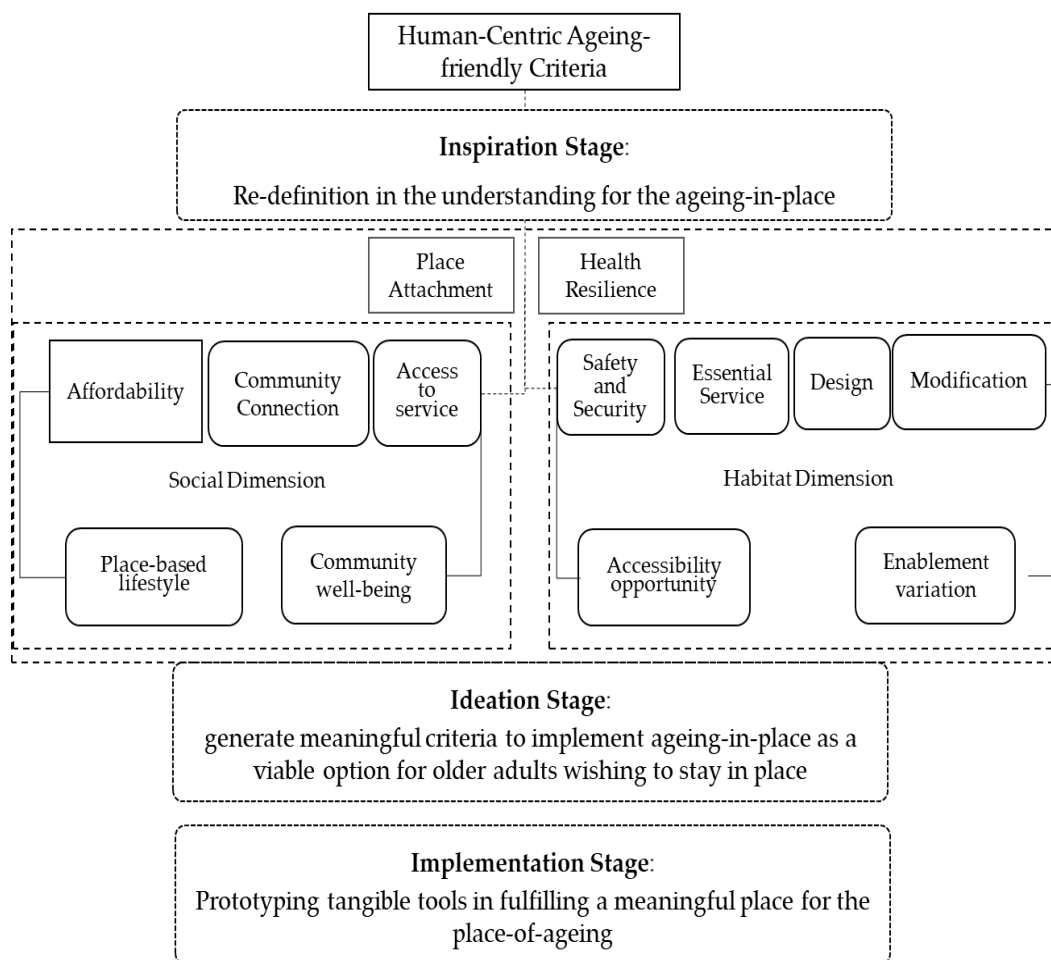 Human-Centric Ageing-
friendly Criteria
Inspiration Stage:
Re-definition in the understanding for the ageing-in-place
Place
Attachment
Health
Resilience
Affordability
Community
Connection
Access
to
service
Safety
and
Security
Essential
Service
Design
Modification
Social Dimension
Habitat Dimension
Place-based
lifestyle
Community
well-being
Accessibility
opportunity
Enablement
variation
Ideation Stage:
generate meaningful criteria to implement ageing-in-place as a
viable option for older adults wishing to stay in place
Implementation Stage:
Prototyping tangible tools in fulfilling a meaningful place for the
place-of-ageing